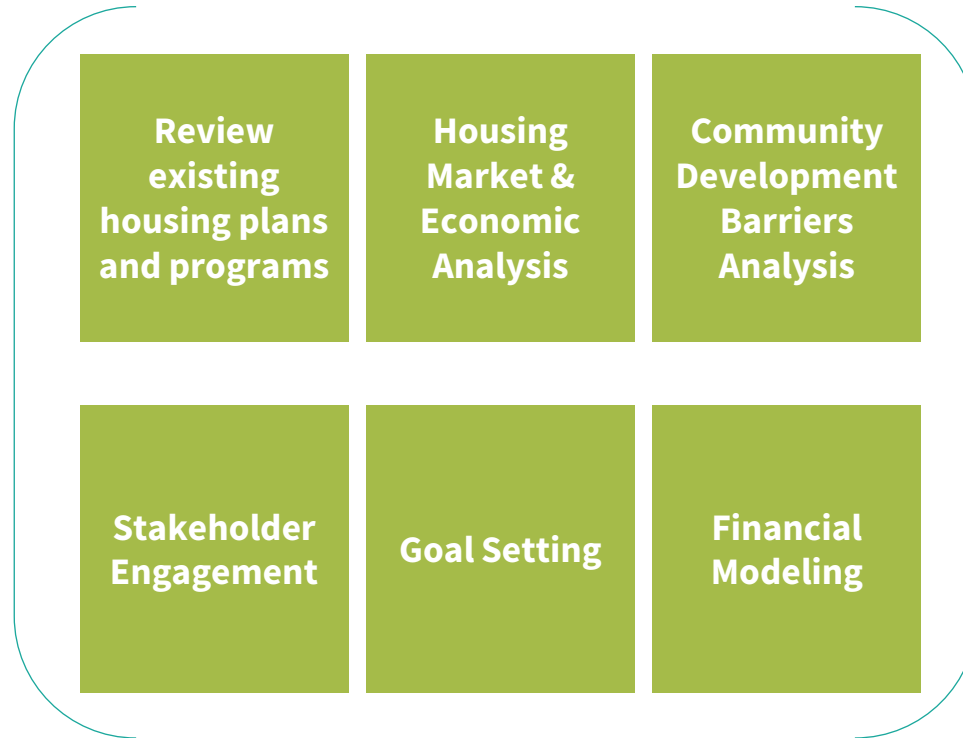 Review
existing
housing plans
and programs
Housing
Market &
Economic
Analysis
Community
Development
Barriers
Analysis
Stakeholder
Engagement
Goal Setting
Financial
Modeling